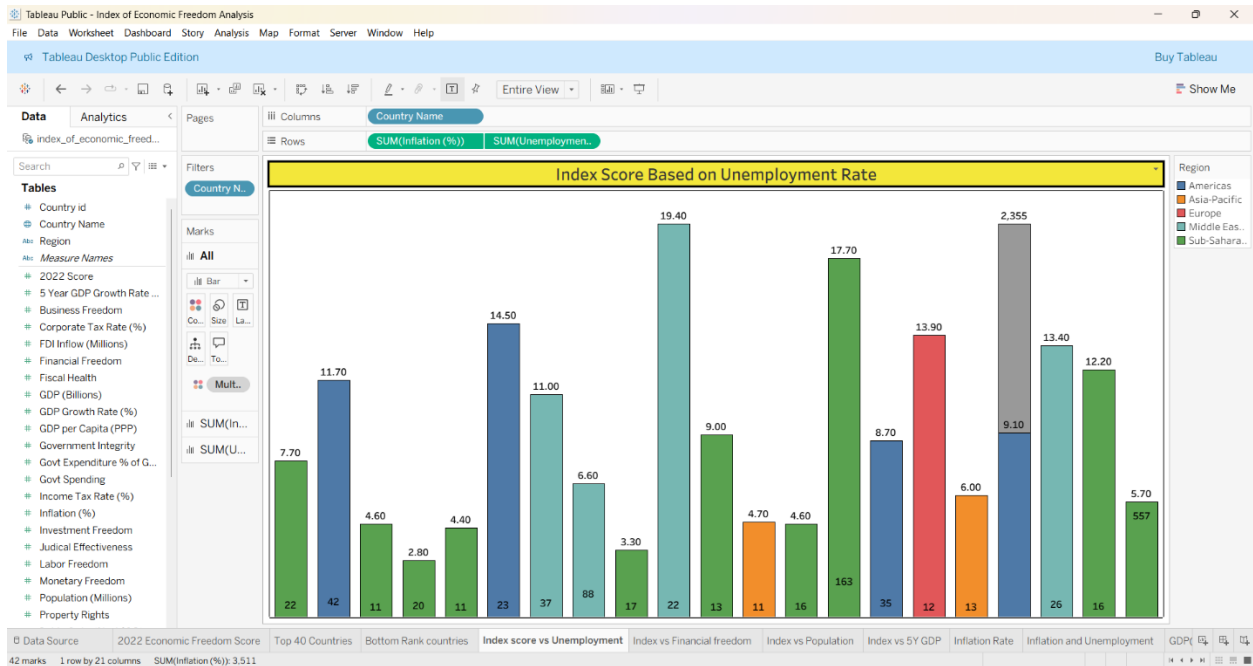 Tableau Public - Index of Economic Freedom Analysis
File Data Worksheet Dashboard Story Analysis Map Format Server Window Help
Tableau Desktop Public Edition
Buy Tableau
Entire View
Show Me
Data Analytics
index_of_economic_freed...
Search
Tables
Country id
Country Name
Abc Region
Abc Measure Names
# 2022 Score
# 5 Year GDP Growth Rate ...
# Business Freedom
# Corporate Tax Rate (%)
# FDI Inflow (Millions)
# Financial Freedom
# Fiscal Health
# GDP (Billions)
# GDP Growth Rate (%)
# GDP per Capita (PPP)
# Government Integrity
# Govt Expenditure % of G...
# Govt Spending
# Income Tax Rate (%)
# Inflation (%)
# Investment Freedom
# Judical Effectiveness
# Labor Freedom
# Monetary Freedom
# Population (Millions)
# Property Rights
Pages
Filters
Country N..
Marks
All
Bar
Co... Size La...
De... To...
Mult..
SUM(In...
SUM(U...
Columns Country Name
Rows SUM(Inflation (%)) SUM(Unemploymen..
Index Score Based on Unemployment Rate
7.70 11.70 4.60 2.80 4.40 14.50 11.00 6.60 3.30 19.40 9.00 4.70 4.60 17.70 8.70 13.90 6.00 2,355 9.10 13.40 12.20 5.70
22 42 11 20 11 23 37 88 17 22 13 11 16 163 35 12 13 26 16 557
Region
Americas
Asia-Pacific
Europe
Middle Eas..
Sub-Sahara..
Data Source 2022 Economic Freedom Score Top 40 Countries Bottom Rank countries Index score vs Unemployment Index vs Financial freedom Index vs Population Index vs 5Y GDP Inflation Rate Inflation and Unemployment GDP(
42 marks 1 row by 21 columns SUM(Inflation (%)): 3,511